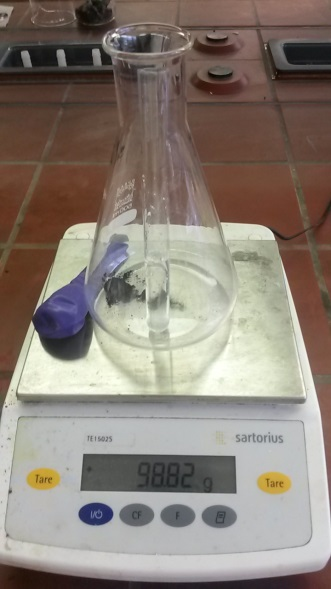 TE1502S
sartorius
Tare
98.82 g
Tare
I/⏻
CF
F